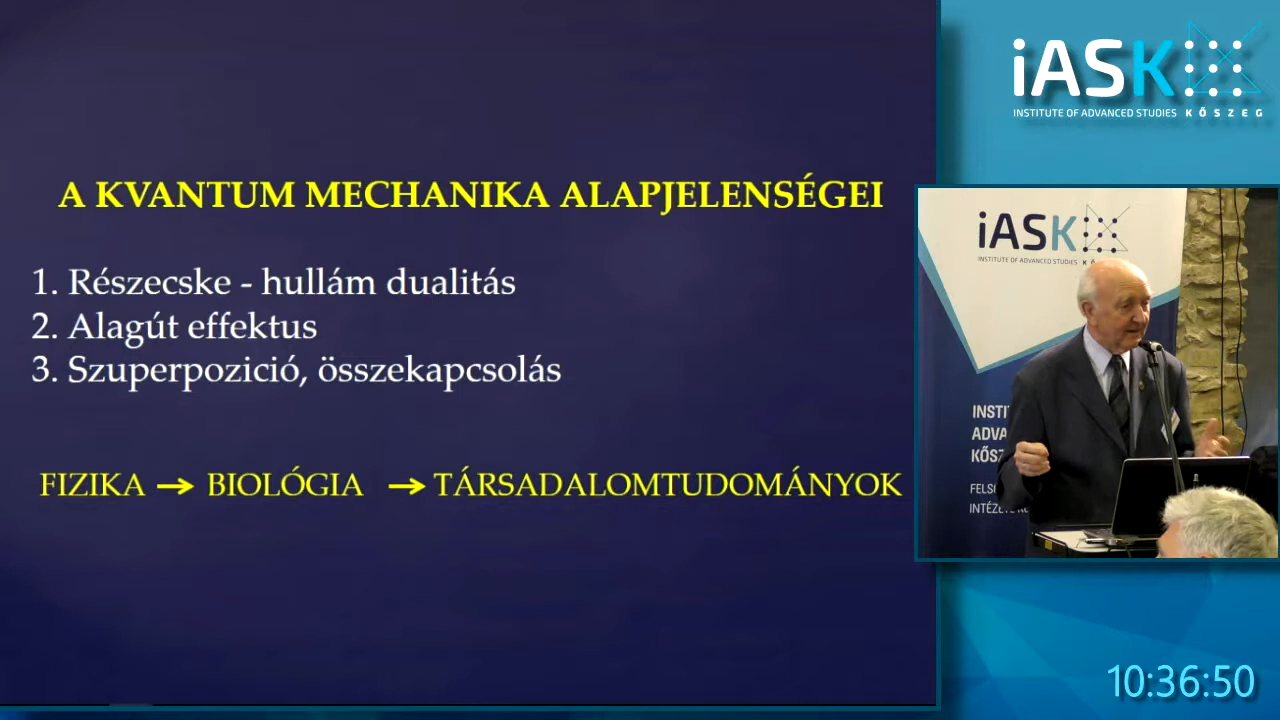 A KVANTUM MECHANIKA ALAPJELENSÉGEI
1. Részecske - hullám dualitás
2. Alagút effektus
3. Szuperpozició, összekapcsolás
FIZIKA → BIOLÓGIA → TÁRSADALOMTUDOMÁNYOK
iASK
INSTITUTE OF ADVANCED STUDIES KŐSZEG
iASK
INSTITUTE OF ADVANCED STUDIES
10:36:50